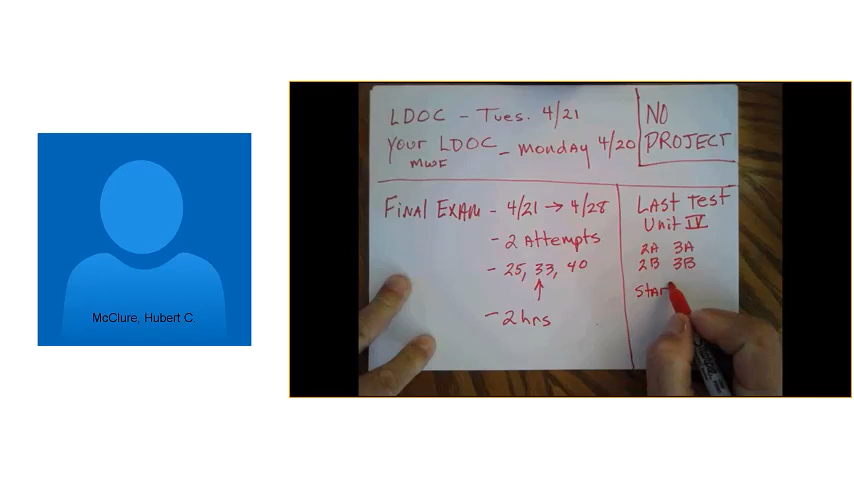 McClure, Hubert C.
LDOC - Tues. 4/21
Your LDOC - Monday 4/20
MWF
NO
PROJECT
Final Exam - 4/21 → 4/28
- 2 Attempts
- 25, 33, 40
- 2 hrs
Last Test
Unit IV
2A 3A
2B 3B
Star